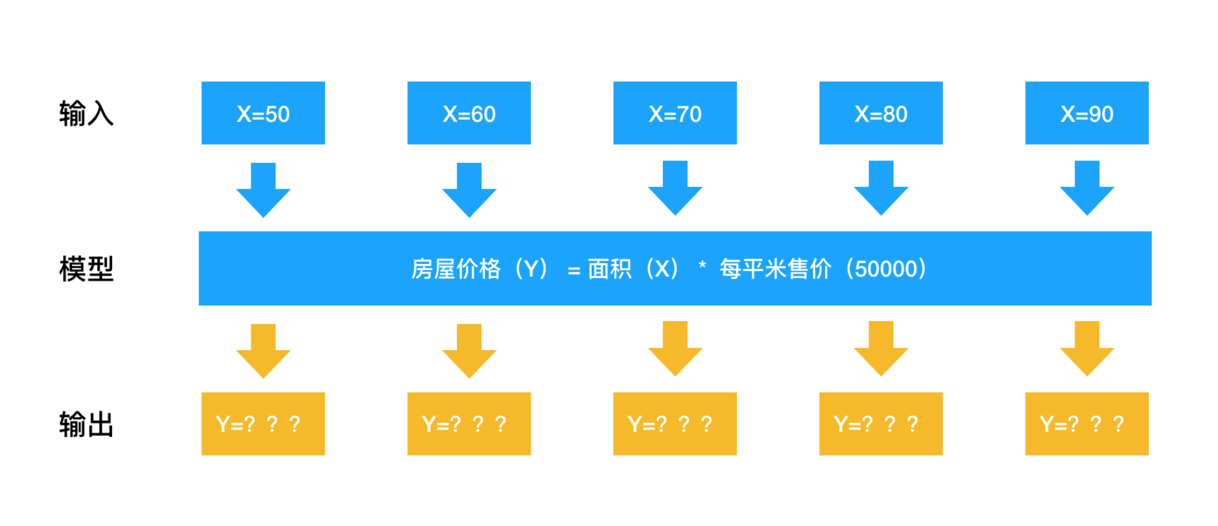 输入
X=50
X=60
X=70
X=80
X=90
模型
房屋价格（Y） = 面积（X） * 每平米售价（50000）
输出
Y=? ? ?
Y=? ? ?
Y=? ? ?
Y=? ? ?
Y=? ? ?